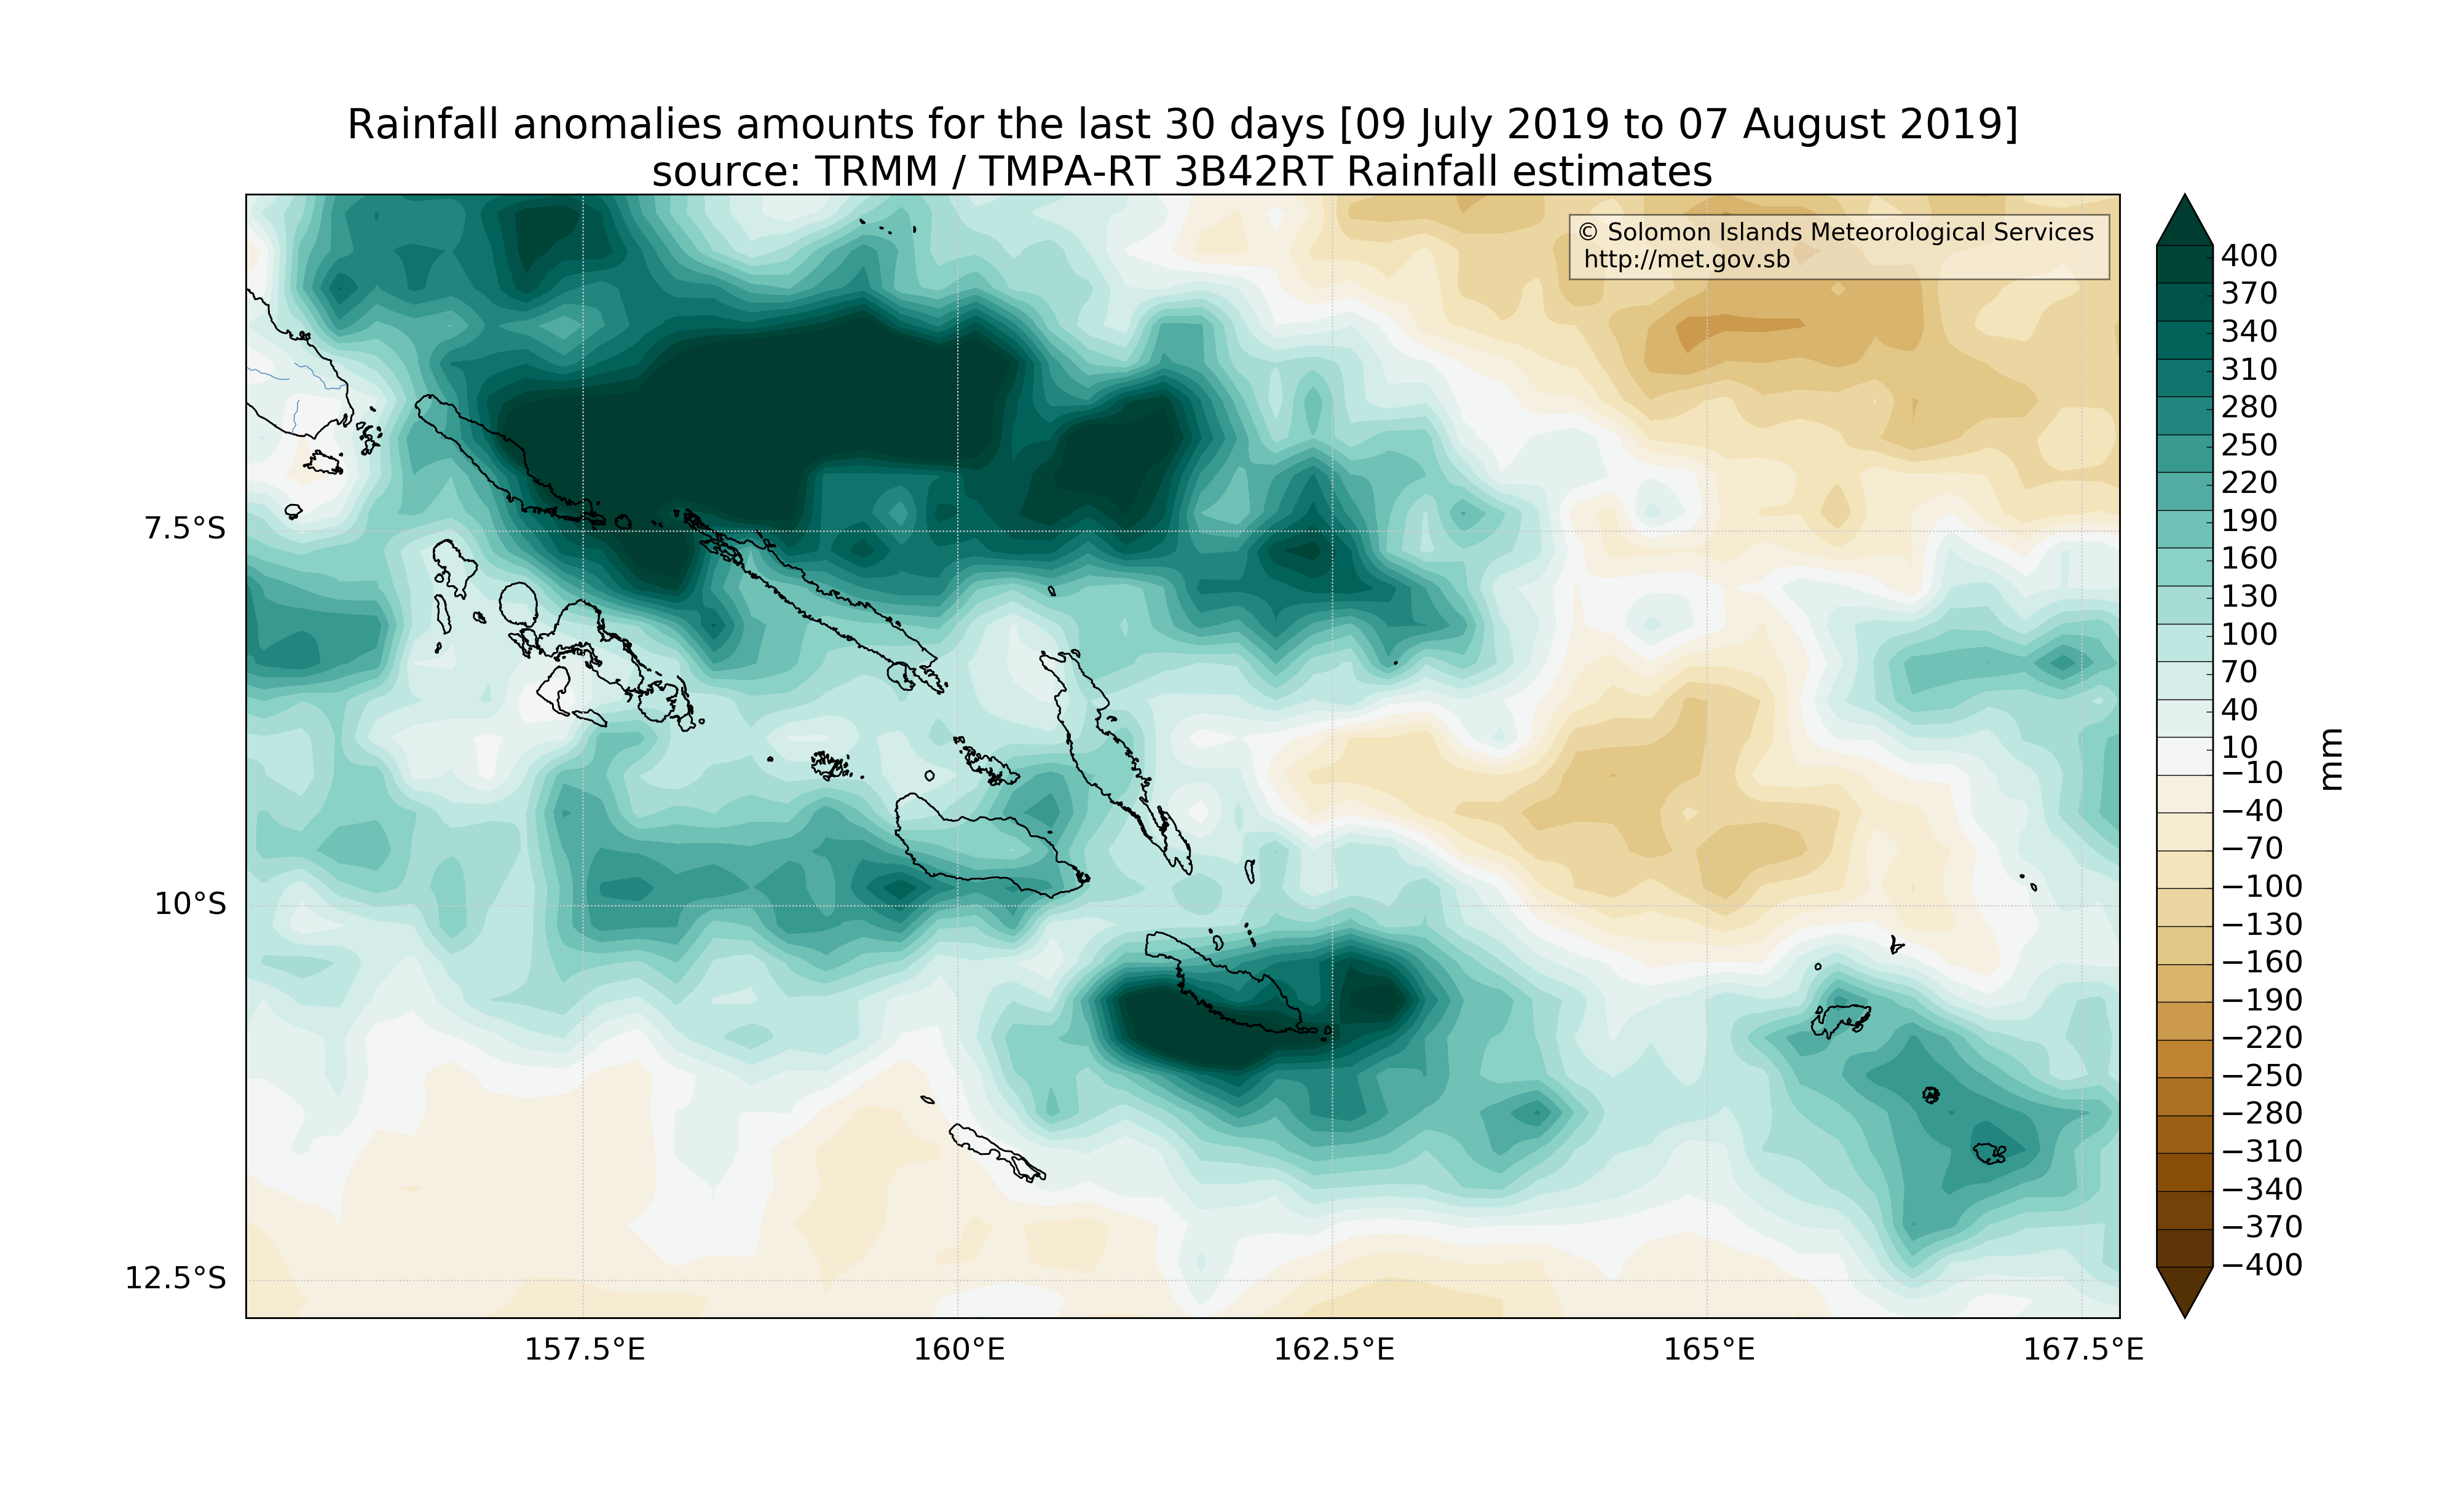 Rainfall anomalies amounts for the last 30 days [09 July 2019 to 07 August 2019]
source: TRMM / TMPA-RT 3B42RT Rainfall estimates
© Solomon Islands Meteorological Services
http://met.gov.sb
7.5°S
10°S
12.5°S
157.5°E
160°E
162.5°E
165°E
167.5°E
400
370
340
310
280
250
220
190
160
130
100
70
40
10
−10
−40
−70
−100
−130
−160
−190
−220
−250
−280
−310
−340
−370
−400
mm